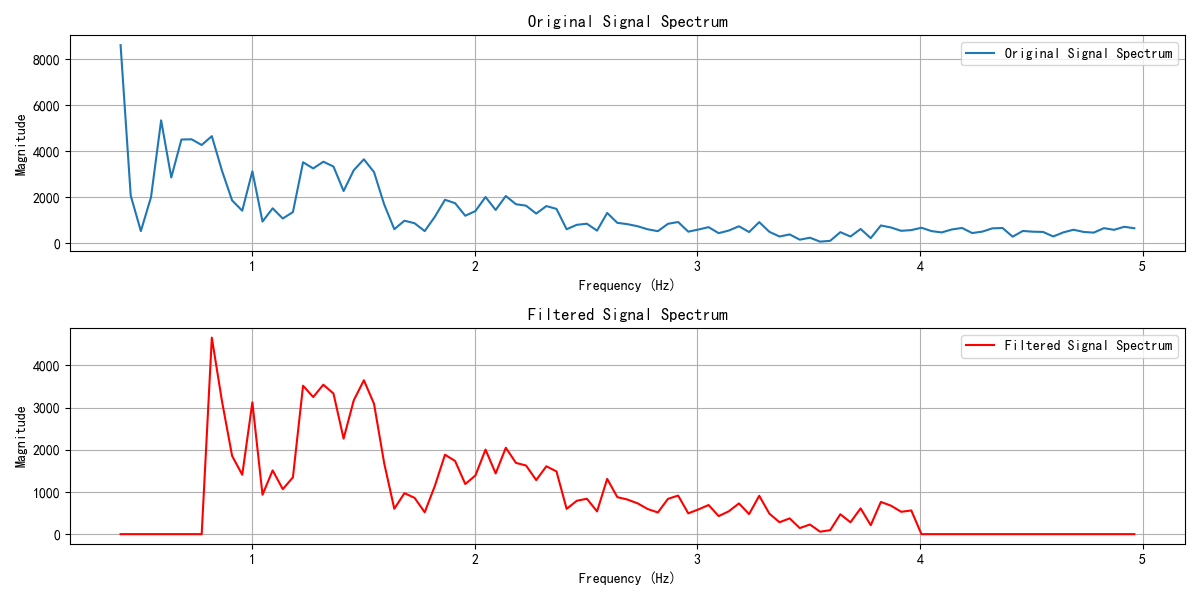 Original Signal Spectrum
Original Signal Spectrum
Magnitude
8000
6000
4000
2000
0
1 2 3 4 5
Frequency (Hz)
Filtered Signal Spectrum
Filtered Signal Spectrum
Magnitude
4000
3000
2000
1000
0
1 2 3 4 5
Frequency (Hz)